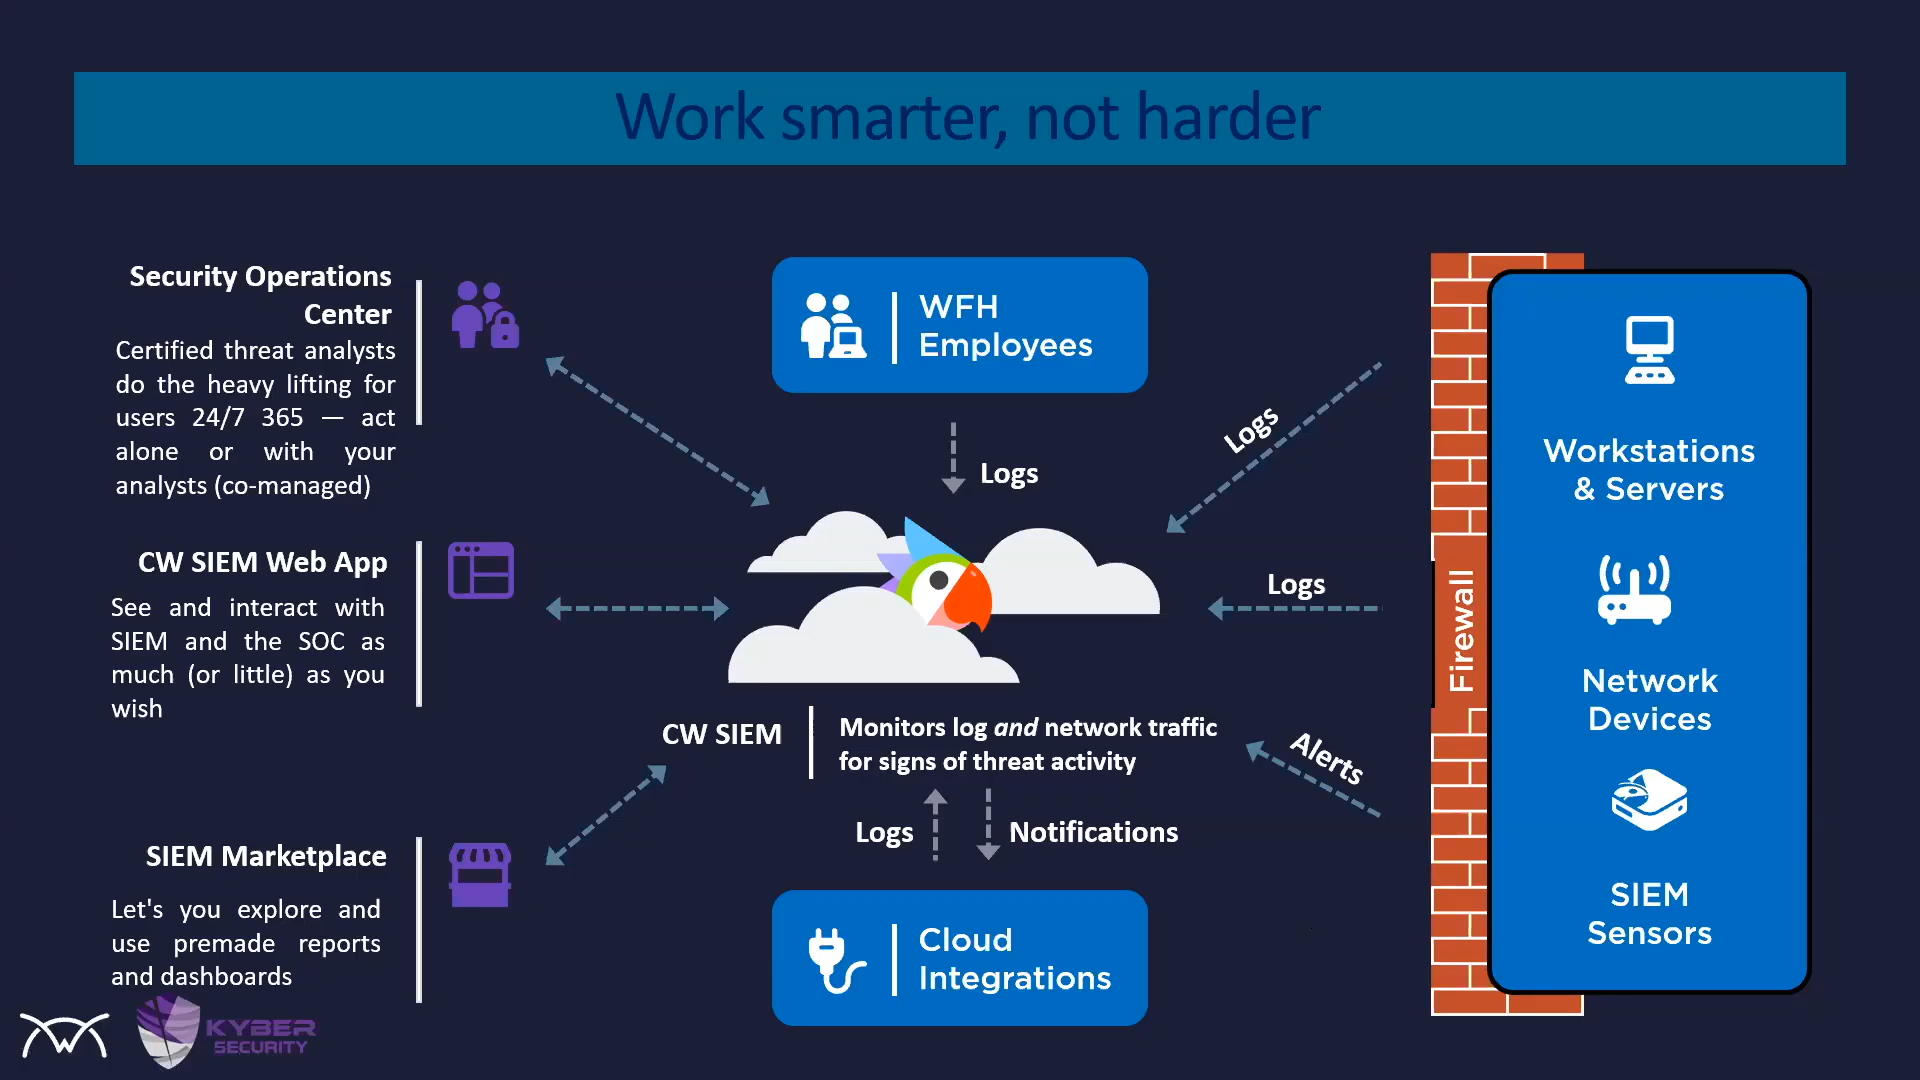 Work smarter, not harder
Security Operations
Center
Certified threat analysts
do the heavy lifting for
users 24/7 365 — act
alone or with your
analysts (co-managed)
CW SIEM Web App
See and interact with
SIEM and the SOC as
much (or little) as you
wish
SIEM Marketplace
Let's you explore and
use premade reports
and dashboards
KYBER
SECURITY
WFH
Employees
Logs
CW SIEM
Monitors log and network traffic
for signs of threat activity
Logs
Notifications
Cloud
Integrations
Logs
Logs
Alerts
Firewall
Workstations
& Servers
Network
Devices
SIEM
Sensors